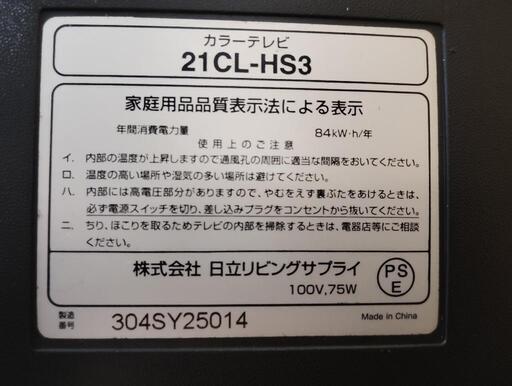 カラーテレビ
21CL-HS3
家庭用品品質表示法による表示
年間消費電力量 84kW·h/年
使用上のご注意
イ. 内部の温度が上昇しますので通風孔の周囲に適当な間隔をおいてください。
ロ. 温度の高い場所や湿気の多い場所は避けてください。
ハ. 内部には高電圧部分がありますので、やむをえず裏ぶたをあけるときは、
必ず電源スイッチを切り、差し込みプラグをコンセントから抜いてください。
ニ. ちり、ほこりを取るためテレビの内部を掃除するときは、電器店等にご相談
ください。
株式会社 日立リビングサプライ
100V,75W
PS
E
製造
番号 304SY25014
Made in China